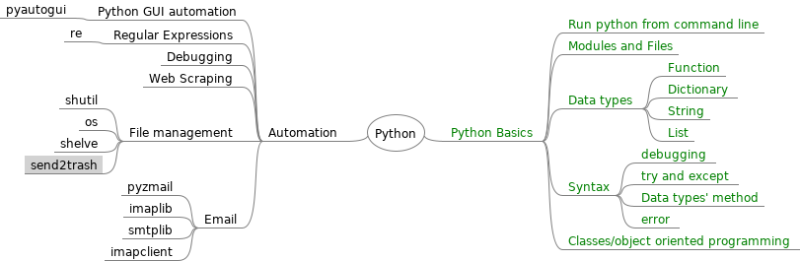 pyautogui
Python GUI automation
re
Regular Expressions
Debugging
Web Scraping
shutil
os
shelve
send2trash
File management
Automation
pyzmail
imaplib
smtplib
imapclient
Email
Python
Python Basics
Run python from command line
Modules and Files
Data types
Function
Dictionary
String
List
Syntax
debugging
try and except
Data types' method
error
Classes/object oriented programming